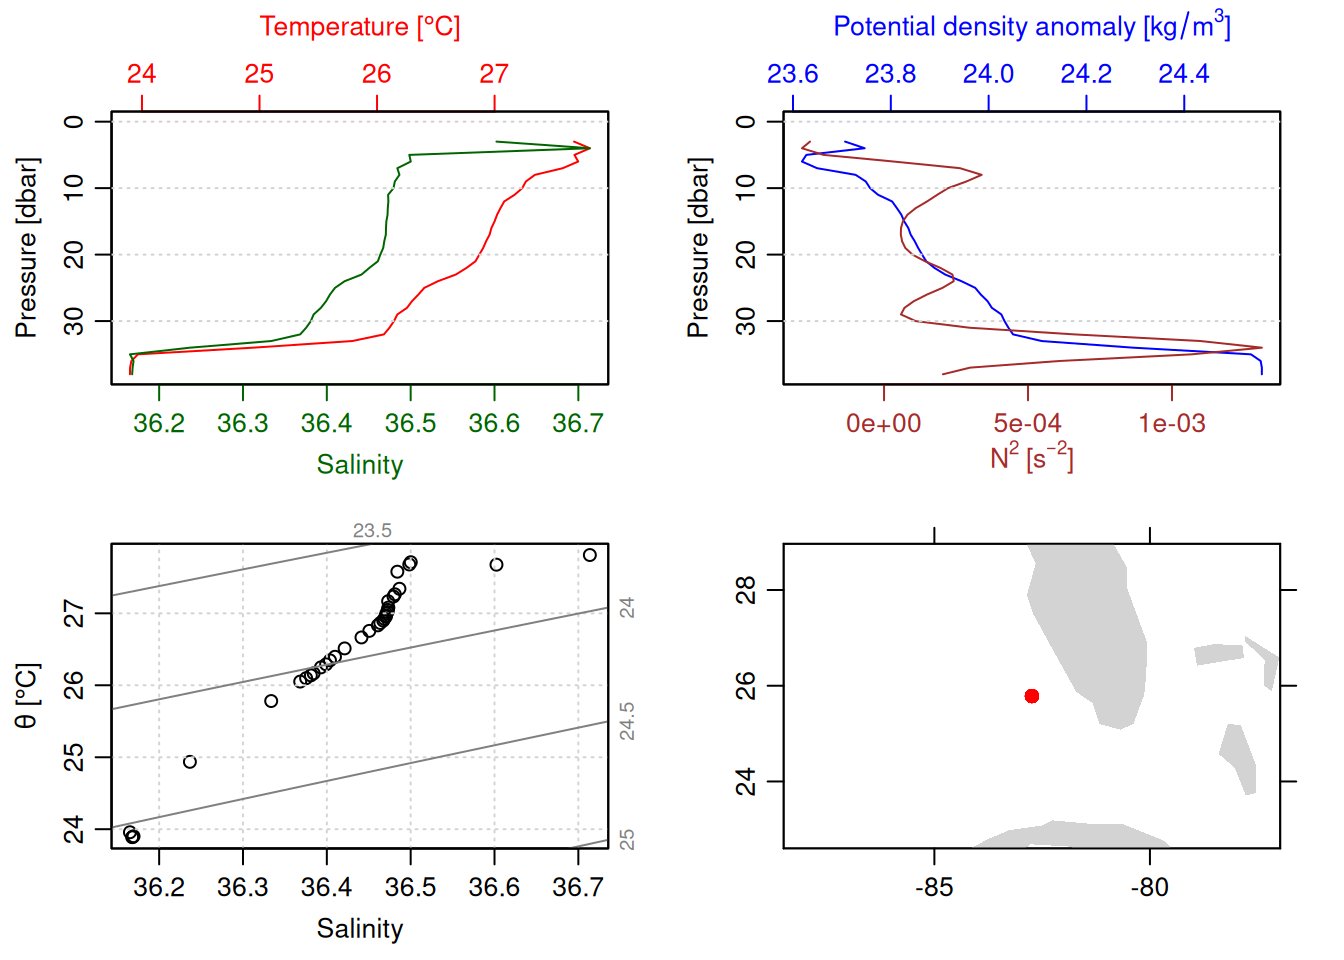 Temperature [°C]
24 25 26 27
Pressure [dbar]
0 10 20 30
36.2 36.3 36.4 36.5 36.6 36.7
Salinity
Potential density anomaly [kg/m³]
23.6 23.8 24.0 24.2 24.4
Pressure [dbar]
0 10 20 30
0e+00 5e-04 1e-03
N² [s⁻²]
23.5
θ [°C]
27
26
25
24
24
24.5
25
36.2 36.3 36.4 36.5 36.6 36.7
Salinity
28
26
24
-85 -80